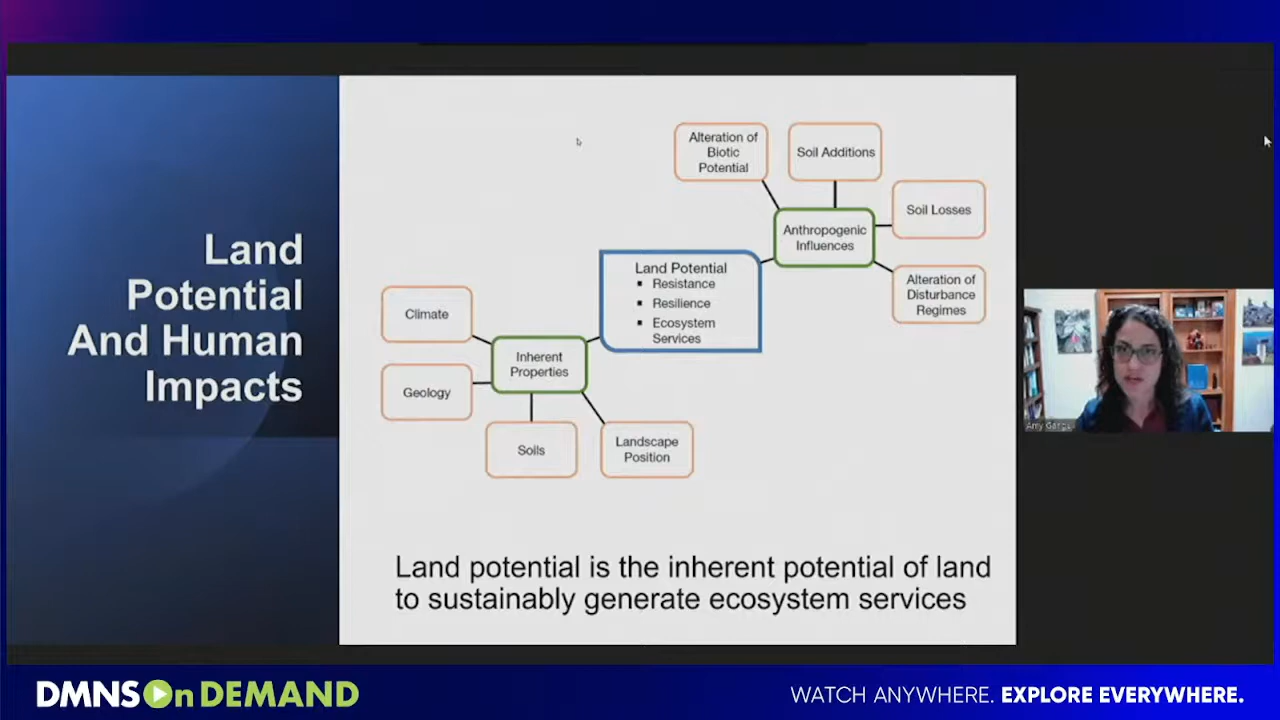 Land
Potential
And Human
Impacts
Alteration of
Biotic
Potential
Soil Additions
Soil Losses
Anthropogenic
Influences
Alteration of
Disturbance
Regimes
Land Potential
▪ Resistance
▪ Resilience
▪ Ecosystem
Services
Climate
Inherent
Properties
Geology
Soils
Landscape
Position
Land potential is the inherent potential of land
to sustainably generate ecosystem services
Amy
DMNS On DEMAND
WATCH ANYWHERE. EXPLORE EVERYWHERE.